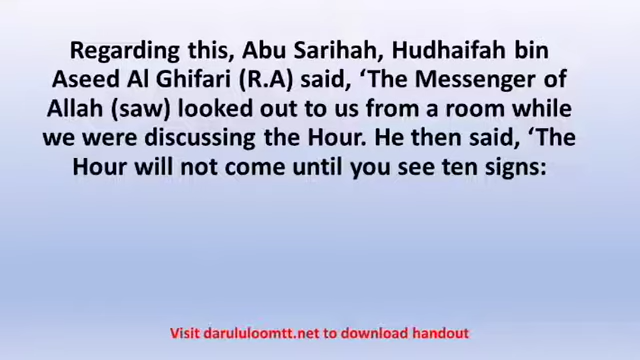 Regarding this, Abu Sarihah, Hudhaifah bin
Aseed Al Ghifari (R.A) said, ‘The Messenger of
Allah (saw) looked out to us from a room while
we were discussing the Hour. He then said, ‘The
Hour will not come until you see ten signs:
Visit darululoomtt.net to download handout